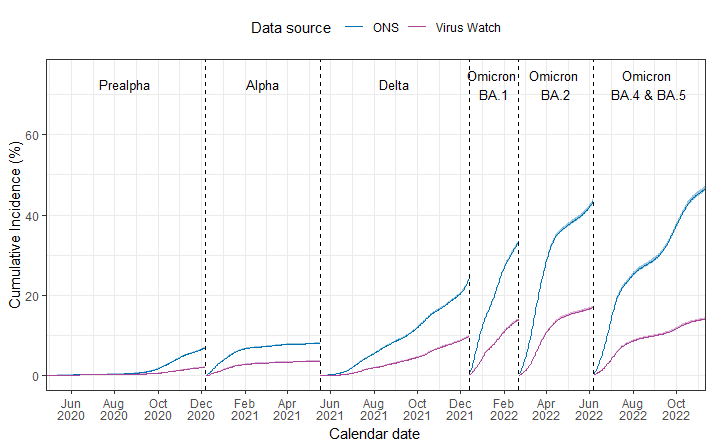 Data source ONS Virus Watch
Prealpha Alpha Delta Omicron BA.1 Omicron BA.2 Omicron BA.4 & BA.5
Cumulative Incidence (%)
60
40
20
0
Jun Aug Oct Dec Feb Apr Jun Aug Oct Dec Feb Apr Jun Aug Oct
2020 2020 2020 2020 2021 2021 2021 2021 2021 2021 2022 2022 2022 2022 2022
Calendar date